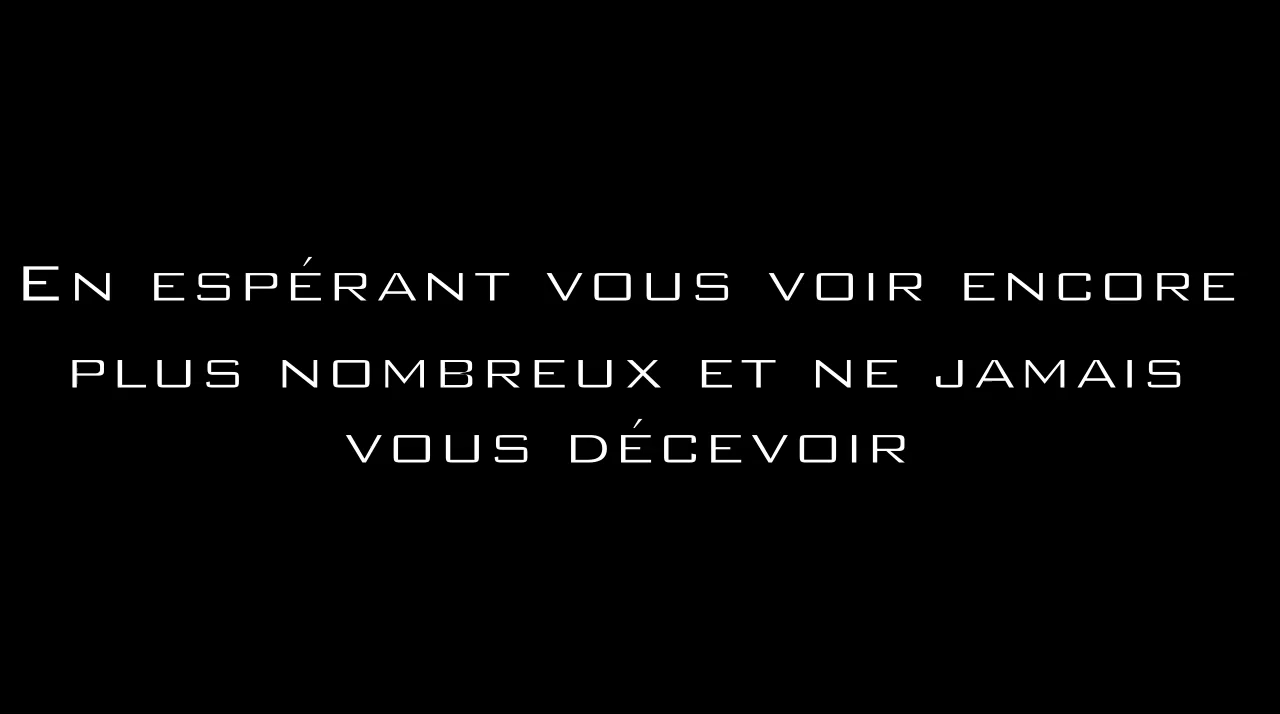 En espérant vous voir encore
plus nombreux et ne jamais
vous décevoir